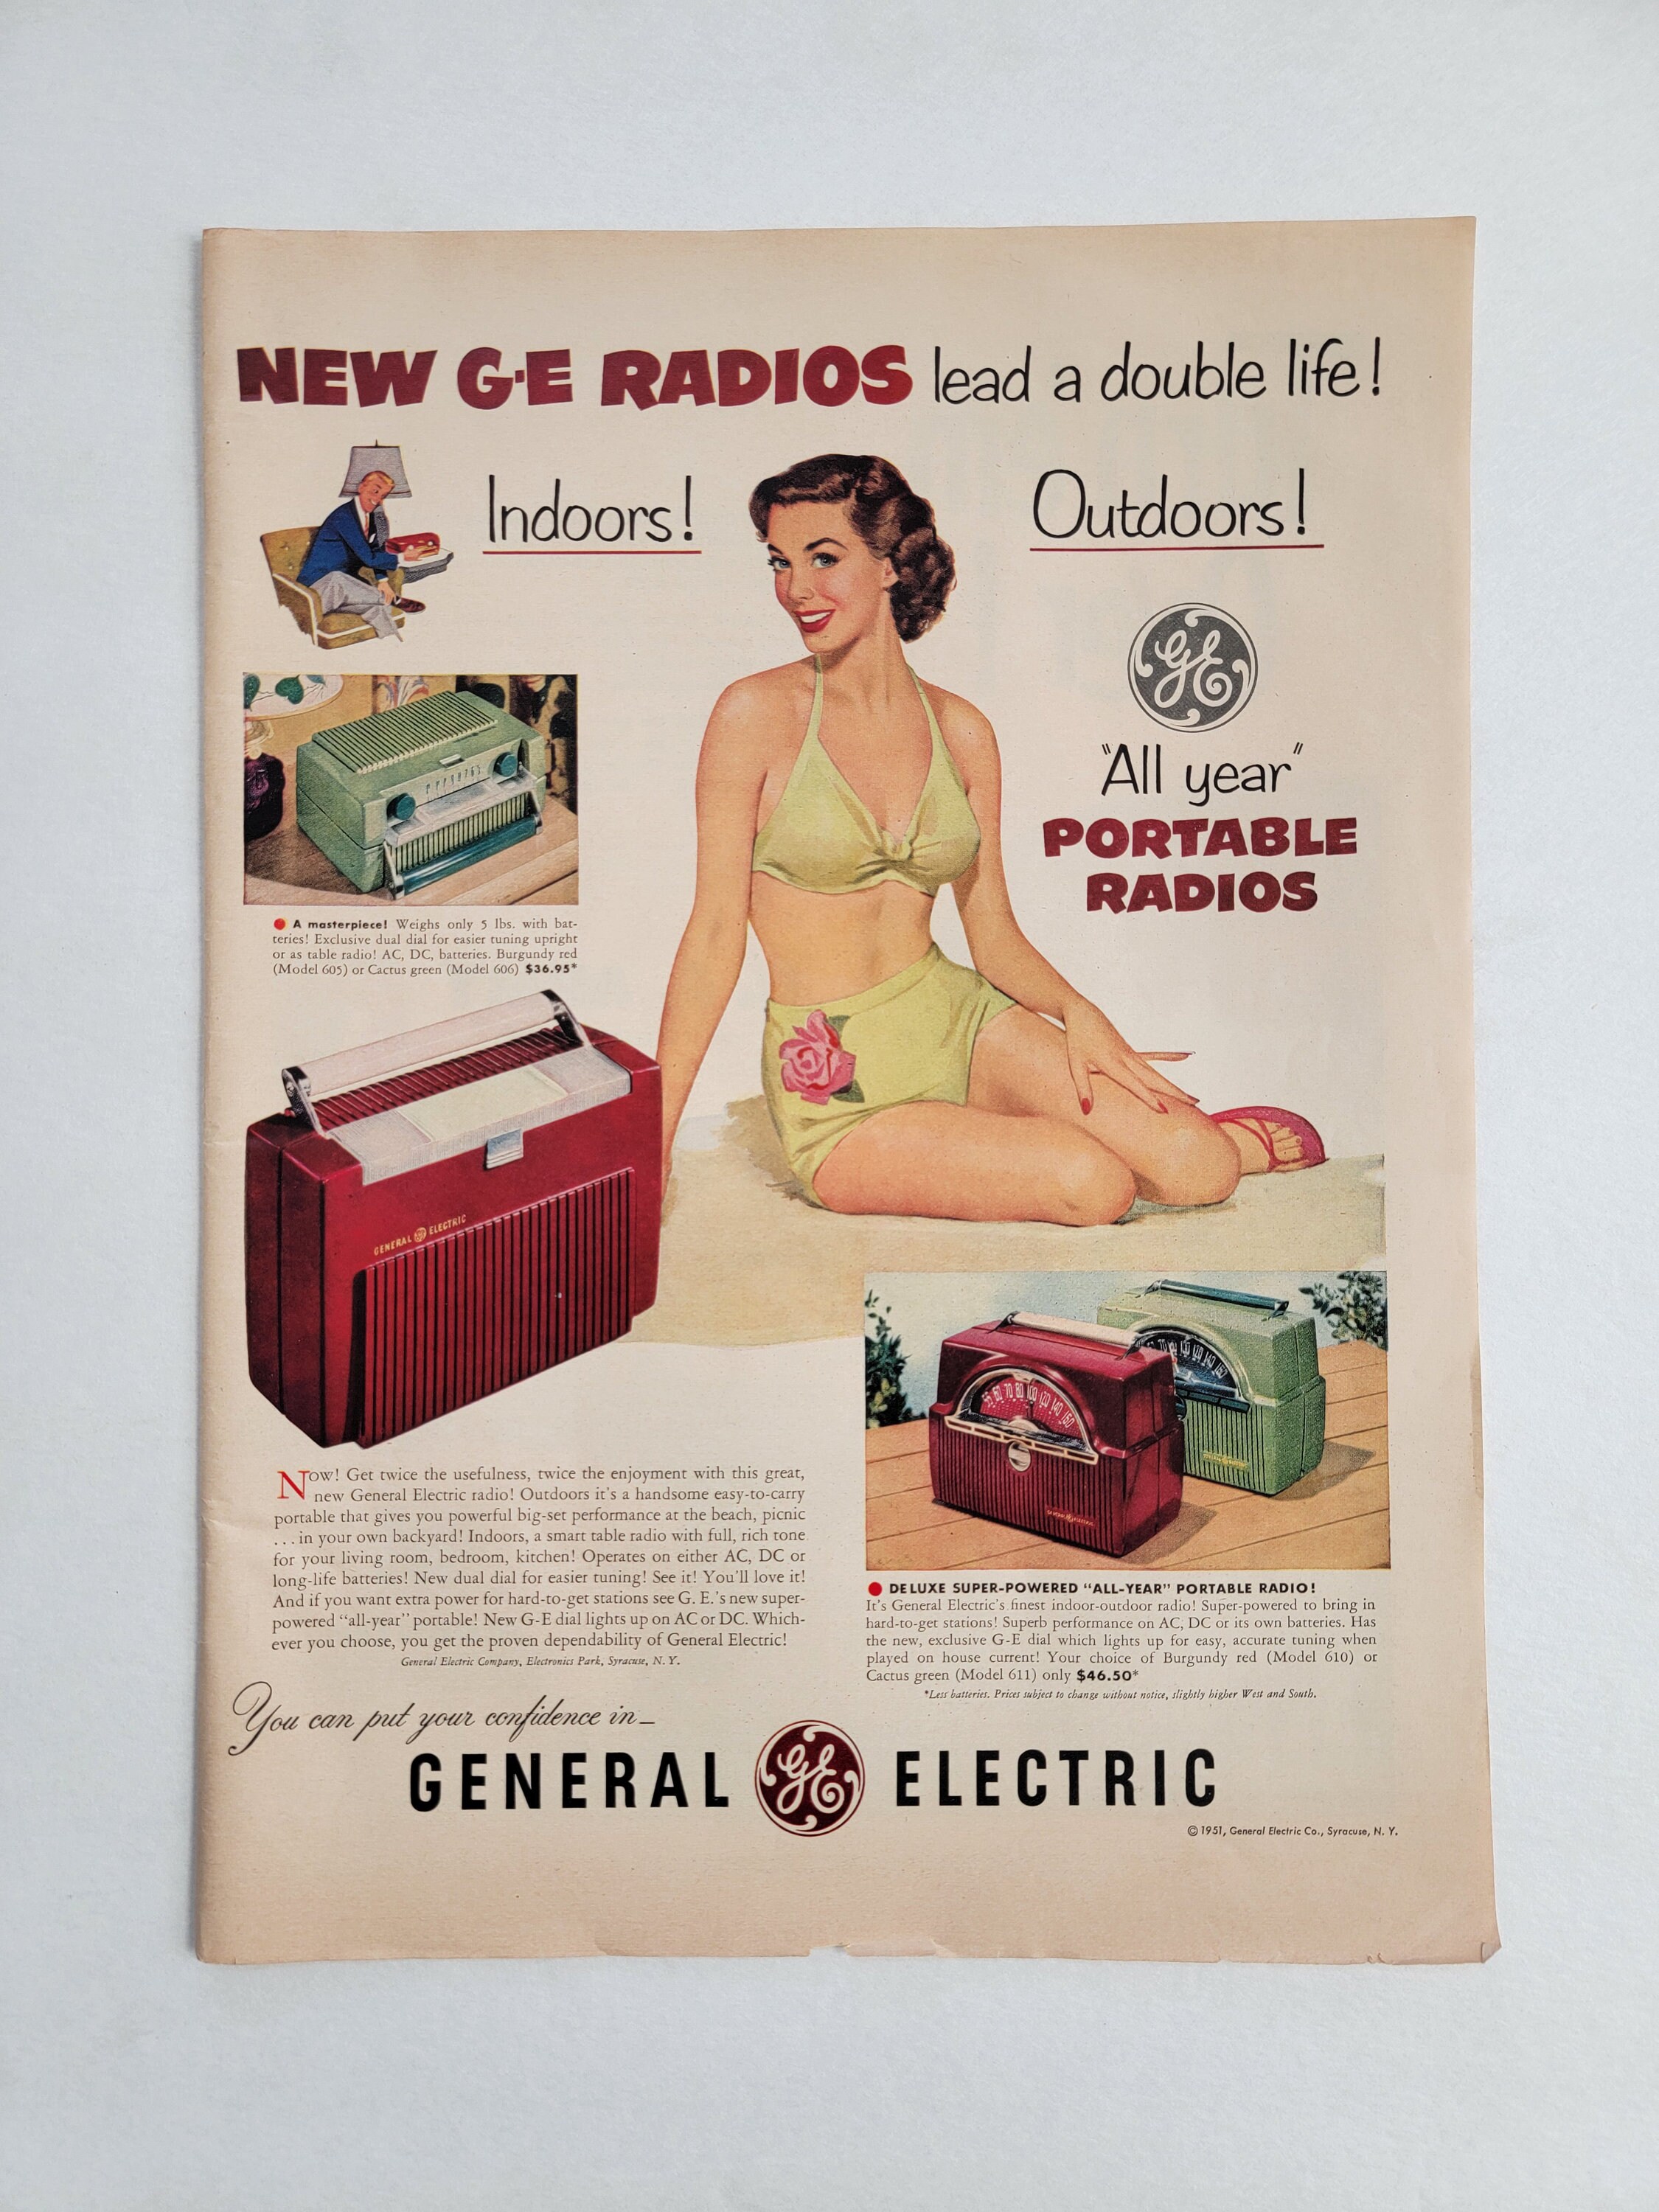 NEW G·E RADIOS lead a double life!
Indoors!
Outdoors!
GE
"All year"
PORTABLE
RADIOS
A masterpiece! Weighs only 5 lbs. with bat-
teries! Exclusive dual dial for easier tuning upright
or as table radio! AC, DC, batteries. Burgundy red
(Model 605) or Cactus green (Model 606) $36.95*
GENERAL GE ELECTRIC
55 60 70 80 100 120 140 160
Now! Get twice the usefulness, twice the enjoyment with this great,
new General Electric radio! Outdoors it's a handsome easy-to-carry
portable that gives you powerful big-set performance at the beach, picnic
...in your own backyard! Indoors, a smart table radio with full, rich tone
for your living room, bedroom, kitchen! Operates on either AC, DC or
long-life batteries! New dual dial for easier tuning! See it! You'll love it!
And if you want extra power for hard-to-get stations see G. E.'s new super-
powered "all-year" portable! New G-E dial lights up on AC or DC. Which-
ever you choose, you get the proven dependability of General Electric!
General Electric Company, Electronics Park, Syracuse, N. Y.
DELUXE SUPER-POWERED "ALL-YEAR" PORTABLE RADIO!
It's General Electric's finest indoor-outdoor radio! Super-powered to bring in
hard-to-get stations! Superb performance on AC, DC or its own batteries. Has
the new, exclusive G-E dial which lights up for easy, accurate tuning when
played on house current! Your choice of Burgundy red (Model 610) or
Cactus green (Model 611) only $46.50*
*Less batteries. Prices subject to change without notice, slightly higher West and South.
You can put your confidence in—
GENERAL GE ELECTRIC
© 1951, General Electric Co., Syracuse, N. Y.